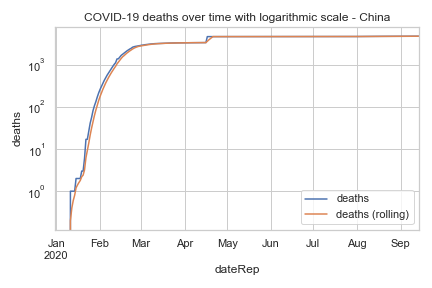 COVID-19 deaths over time with logarithmic scale - China
deaths
10³
10²
10¹
10⁰
deaths
deaths (rolling)
Jan Feb Mar Apr May Jun Jul Aug Sep
2020
dateRep